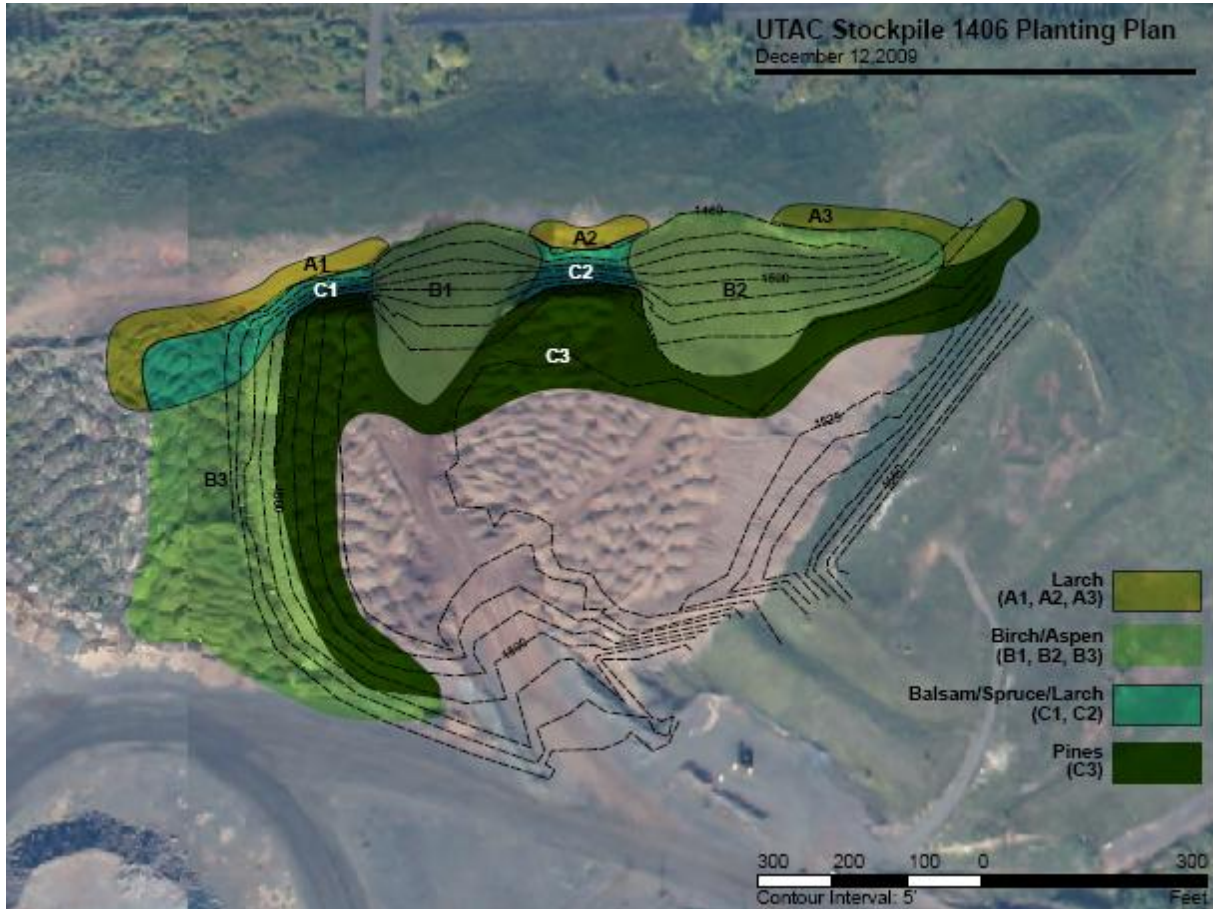 UTAC Stockpile 1406 Planting Plan
December 12,2009
A1
A2
A3
C1
C2
B1
B2
C3
B3
1500
1500
Larch
(A1, A2, A3)
Birch/Aspen
(B1, B2, B3)
Balsam/Spruce/Larch
(C1, C2)
Pines
(C3)
300 200 100 0 300
Contour Interval: 5' Feet